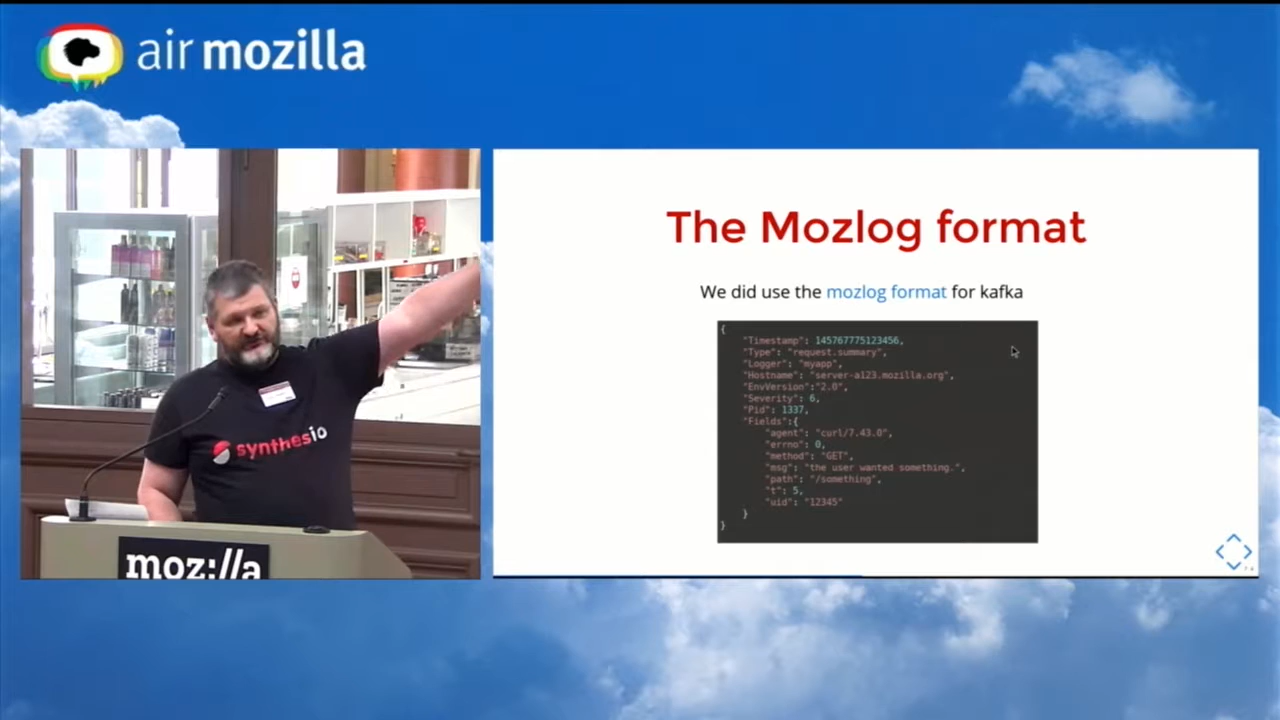 air mozilla
synthesio
moz://a
The Mozlog format
We did use the mozlog format for kafka
{
"Timestamp": 145767775123456,
"Type": "request.summary",
"Logger": "myapp",
"Hostname": "server-a123.mozilla.org",
"EnvVersion":"2.0",
"Severity": 6,
"Pid": 1337,
"Fields":{
"agent": "curl/7.43.0",
"errno": 0,
"method": "GET",
"msg": "the user wanted something.",
"path": "/something",
"t": 5,
"uid": "12345"
}
}